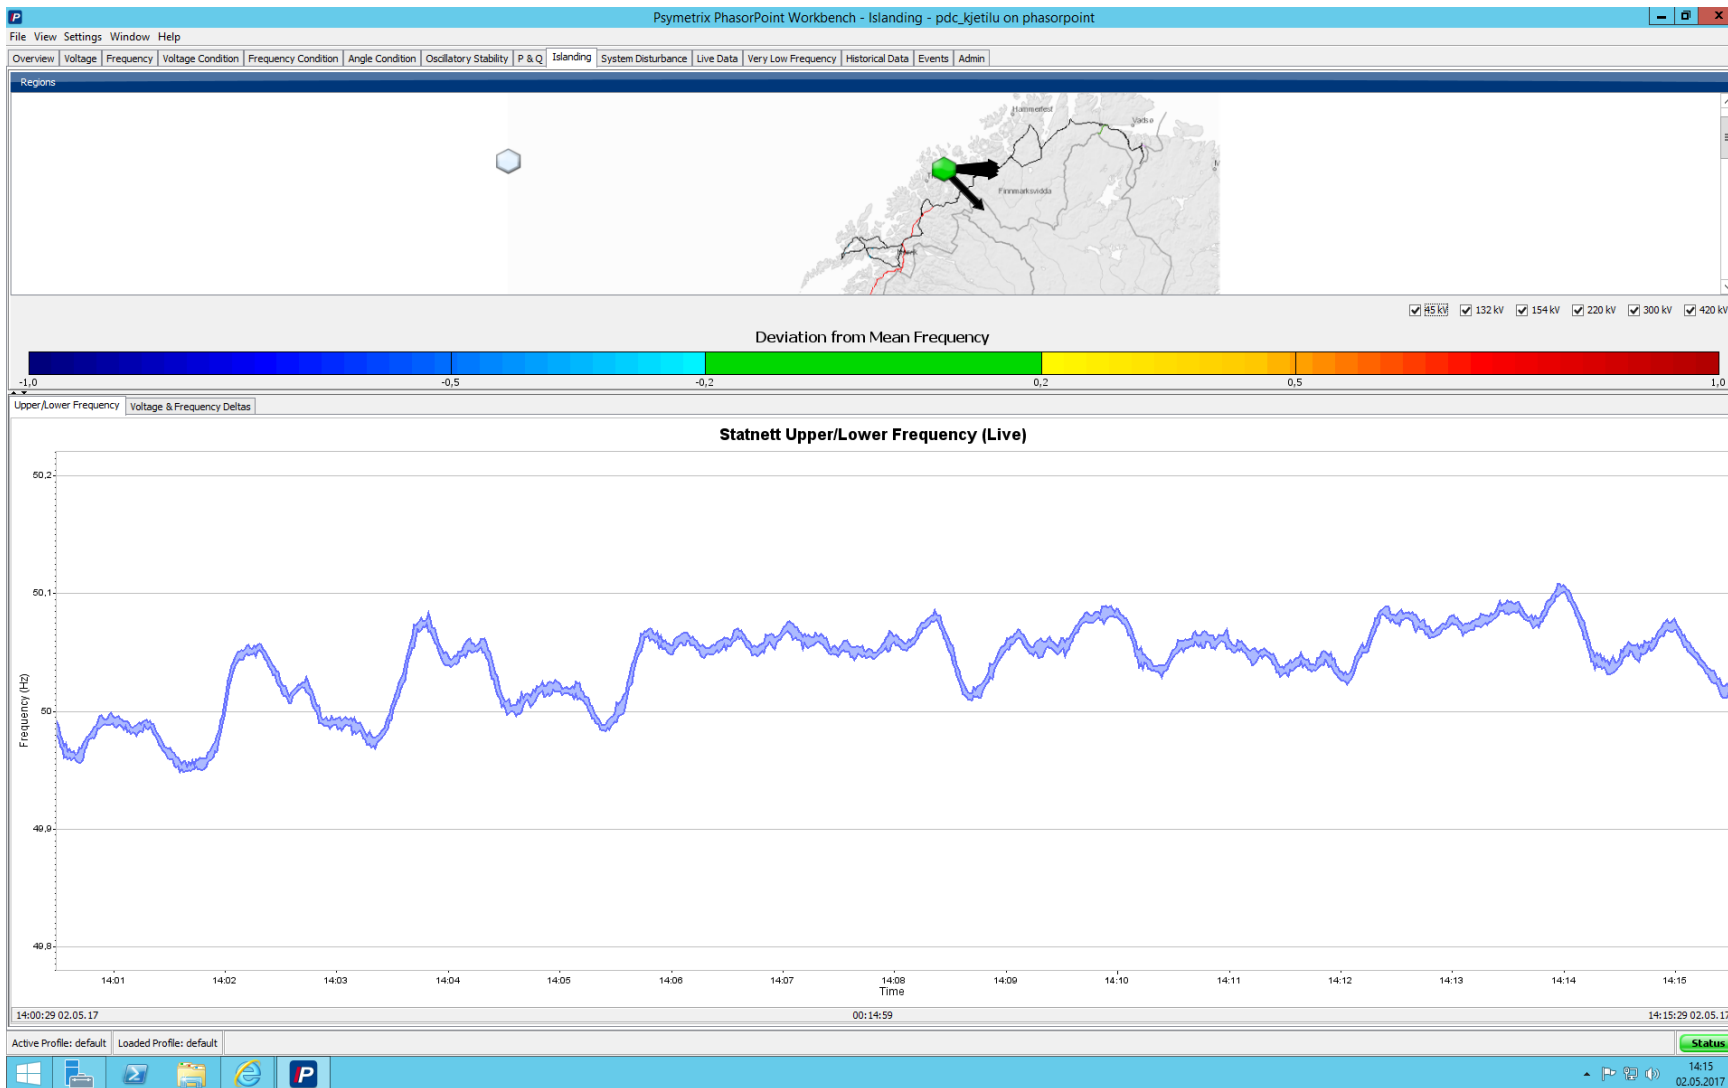 Psymetrix PhasorPoint Workbench - Islanding - pdc_kjetilu on phasorpoint
File View Settings Window Help
Overview Voltage Frequency Voltage Condition Frequency Condition Angle Condition Oscillatory Stability P & Q Islanding System Disturbance Live Data Very Low Frequency Historical Data Events Admin
Regions
Hammerfest
Vadsø
Finnmarksvidda
45 kV 132 kV 154 kV 220 kV 300 kV 420 kV
Deviation from Mean Frequency
-1,0 -0,5 -0,2 0,2 0,5 1,0
Upper/Lower Frequency Voltage & Frequency Deltas
Statnett Upper/Lower Frequency (Live)
50,2
50,1
50
49,9
49,8
Frequency (Hz)
14:01 14:02 14:03 14:04 14:05 14:06 14:07 14:08 14:09 14:10 14:11 14:12 14:13 14:14 14:15
Time
14:00:29 02.05.17 00:14:59 14:15:29 02.05.17
Active Profile: default Loaded Profile: default Status
14:15
02.05.2017